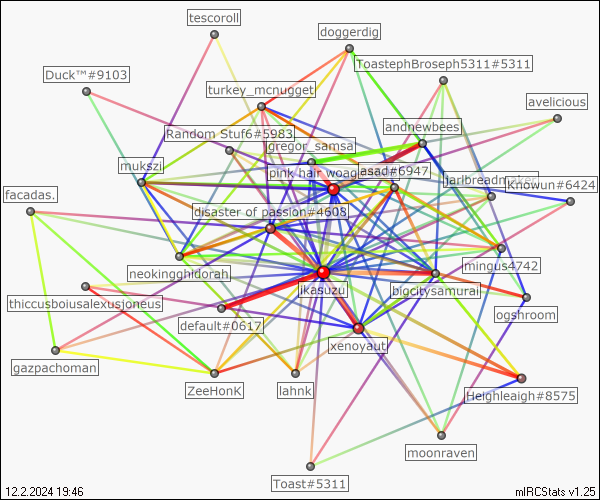 tescoroll
doggerdig
ToastephBroseph5311#5311
Duck™#9103
turkey_mcnugget
avelicious
andnewbees
Random Stuf6#5983
gregor_samsa
mukszi
pink hair woag
asad#6947
jarlbreadmaker
Knowun#6424
facadas.
disaster of passion#4608
neokingghidorah
mingus4742
jikasuzu
bigcitysamurai
thiccusboiusalexusjoneus
ogshroom
default#0617
xenoyaut
gazpachoman
ZeeHonK
lahnk
Heighleigh#8575
moonraven
Toast#5311
12.2.2024 19:46
mIRCStats v1.25